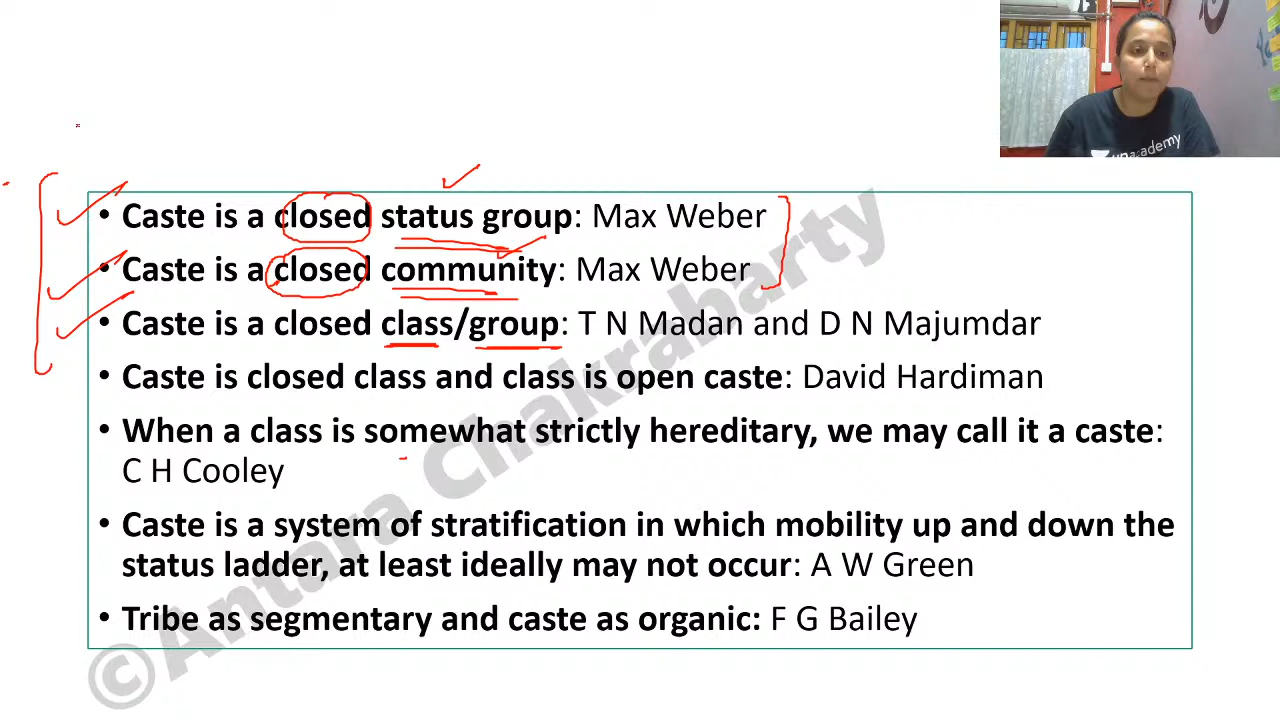 unacademy
• Caste is a closed status group: Max Weber
• Caste is a closed community: Max Weber
• Caste is a closed class/group: T N Madan and D N Majumdar
• Caste is closed class and class is open caste: David Hardiman
• When a class is somewhat strictly hereditary, we may call it a caste:
C H Cooley
• Caste is a system of stratification in which mobility up and down the
status ladder, at least ideally may not occur: A W Green
• Tribe as segmentary and caste as organic: F G Bailey
©Antara Chakrabarty